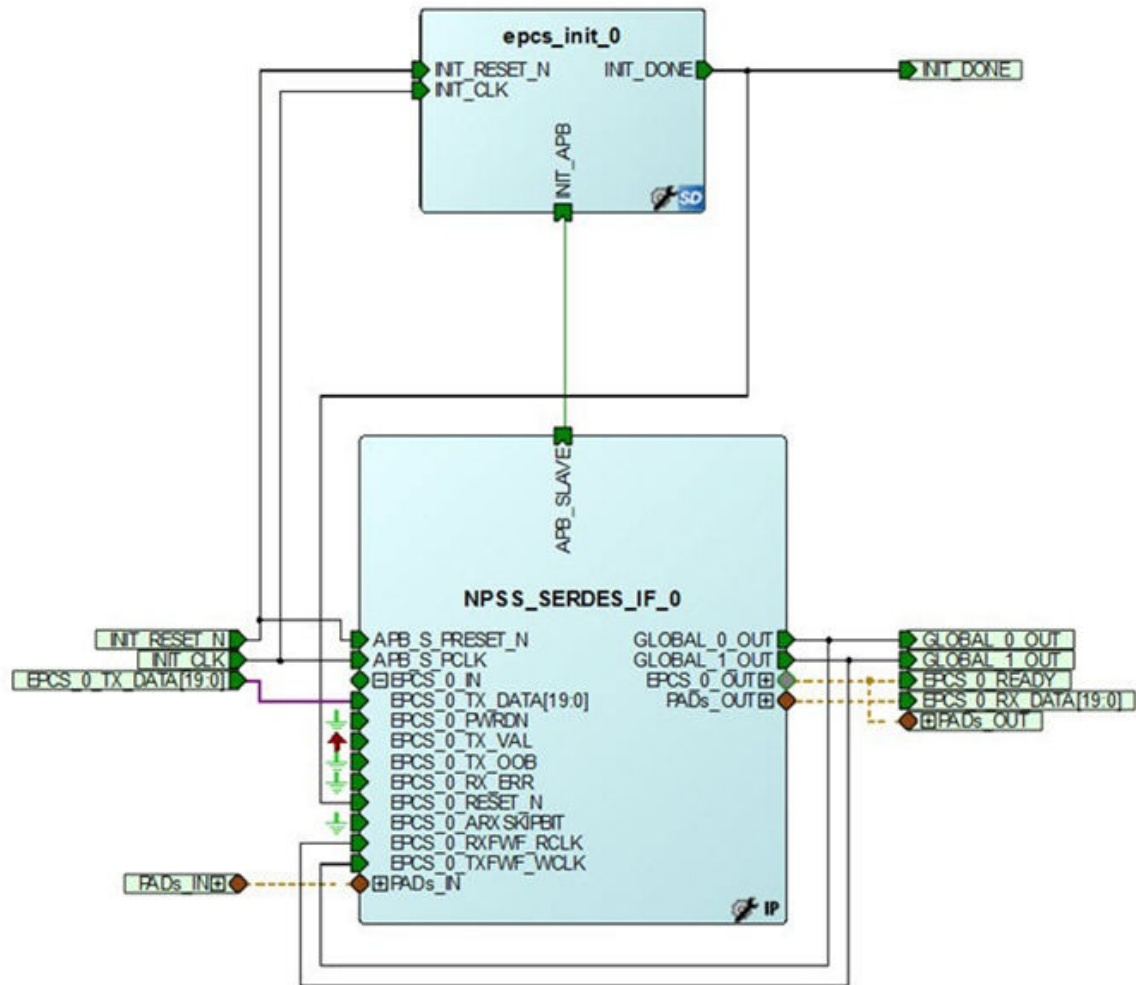 epcs_init_0
INIT_RESET_N INIT_DONE INIT_DONE
INIT_CLK
INIT_APB
SD
APB_SLAVE
NPSS_SERDES_IF_0
INIT_RESET_N APB_S_PRESET_N GLOBAL_0_OUT GLOBAL_0_OUT
INIT_CLK APB_S_PCLK GLOBAL_1_OUT GLOBAL_1_OUT
EPCS_0_TX_DATA[19:0] EPCS_0_IN EPCS_0_OUT EPCS_0_READY
EPCS_0_TX_DATA[19:0] PADs_OUT EPCS_0_RX_DATA[19:0]
EPCS_0_PWRDN PADs_OUT
EPCS_0_TX_VAL
EPCS_0_TX_OOB
EPCS_0_RX_ERR
EPCS_0_RESET_N
EPCS_0_ARXSKIPBIT
EPCS_0_RXFWF_RCLK
EPCS_0_TXFWF_WCLK
PADs_IN PADs_IN
IP